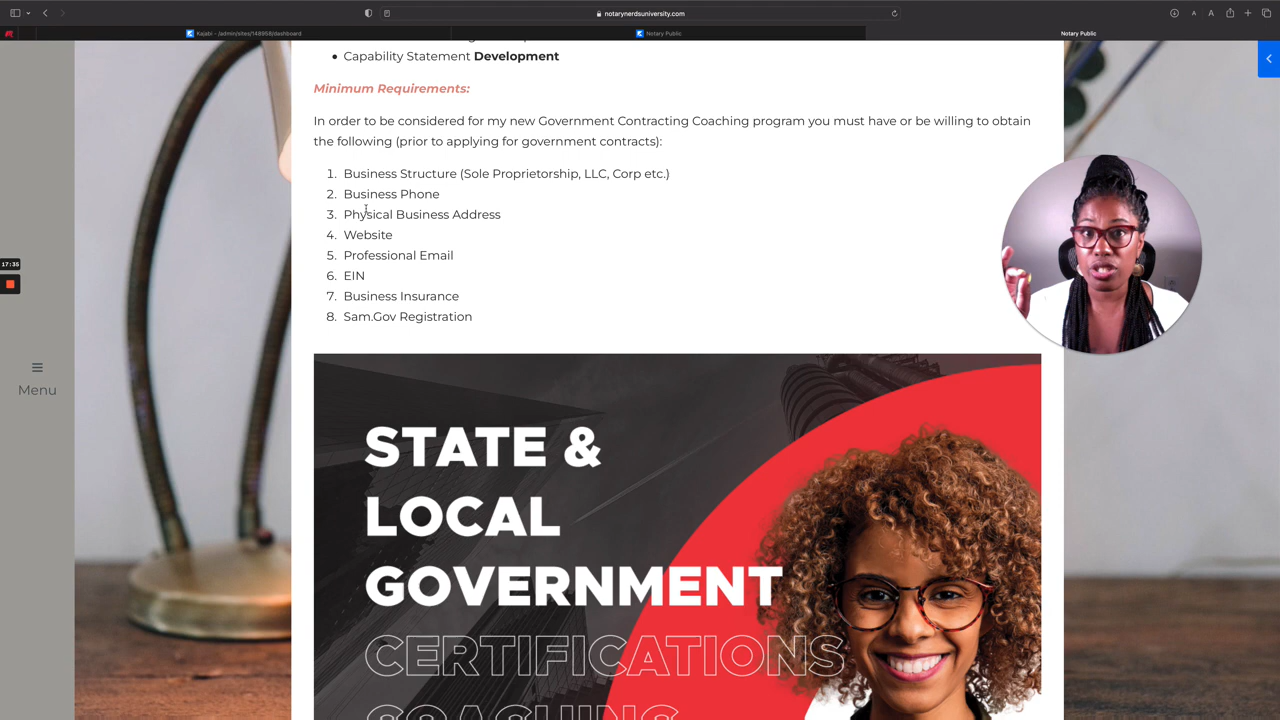 notarynerdsuniversity.com
Kajabi - /admin/sites/148958/dashboard
Notary Public
Notary Public
Capability Statement Development
Minimum Requirements:
In order to be considered for my new Government Contracting Coaching program you must have or be willing to obtain
the following (prior to applying for government contracts):
1. Business Structure (Sole Proprietorship, LLC, Corp etc.)
2. Business Phone
3. Physical Business Address
4. Website
5. Professional Email
6. EIN
7. Business Insurance
8. Sam.Gov Registration
17:35
Menu
STATE &
LOCAL
GOVERNMENT
CERTIFICATIONS
COACHING